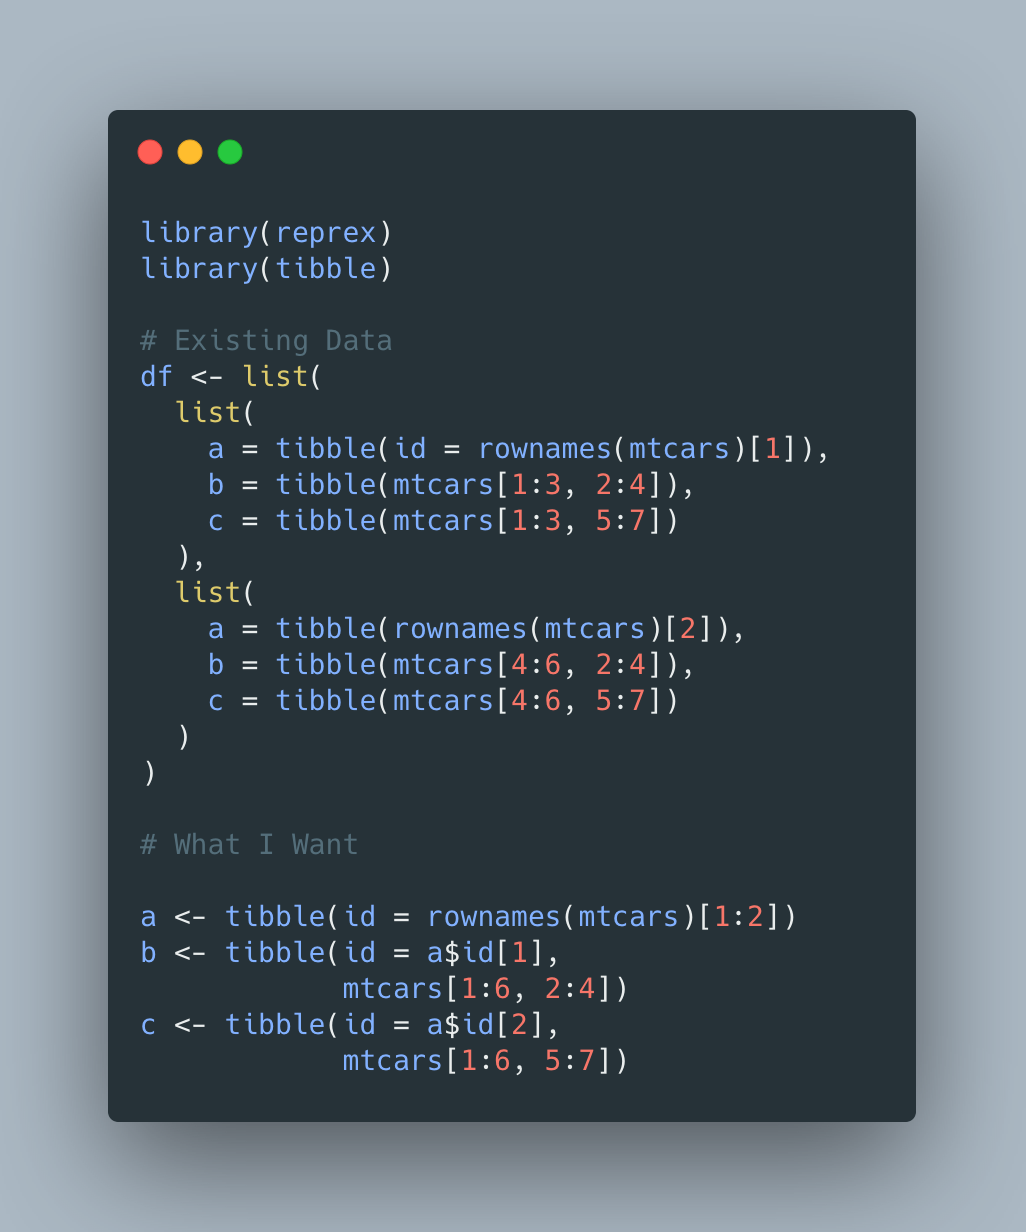 library(reprex)
library(tibble)
# Existing Data
df <- list(
  list(
    a = tibble(id = rownames(mtcars)[1]),
    b = tibble(mtcars[1:3, 2:4]),
    c = tibble(mtcars[1:3, 5:7])
  ),
  list(
    a = tibble(rownames(mtcars)[2]),
    b = tibble(mtcars[4:6, 2:4]),
    c = tibble(mtcars[4:6, 5:7])
  )
)
# What I Want
a <- tibble(id = rownames(mtcars)[1:2])
b <- tibble(id = a$id[1],
            mtcars[1:6, 2:4])
c <- tibble(id = a$id[2],
            mtcars[1:6, 5:7])